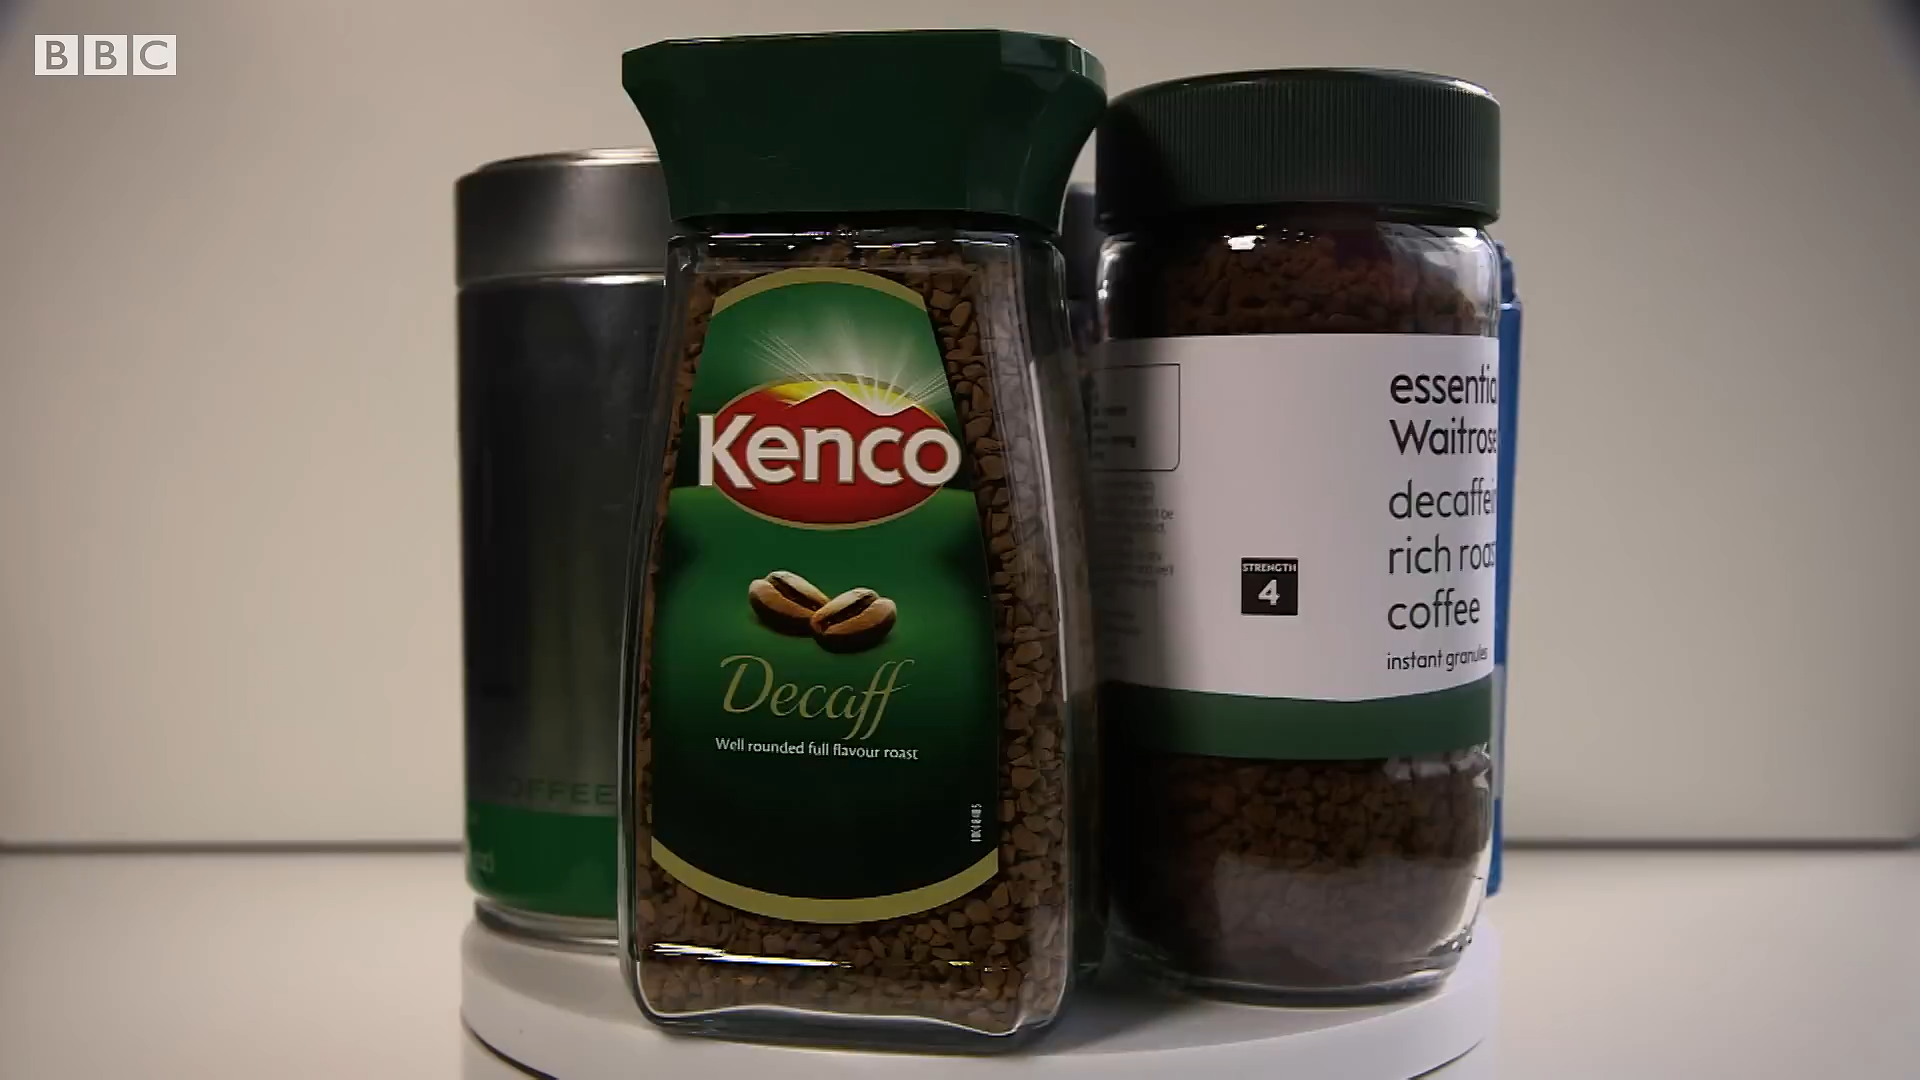 BBC
Kenco
Decaff
Well rounded full flavour roast
essentia
Waitrose
decaffei
rich roas
coffee
instant granules
STRENGTH
4
OFFEE